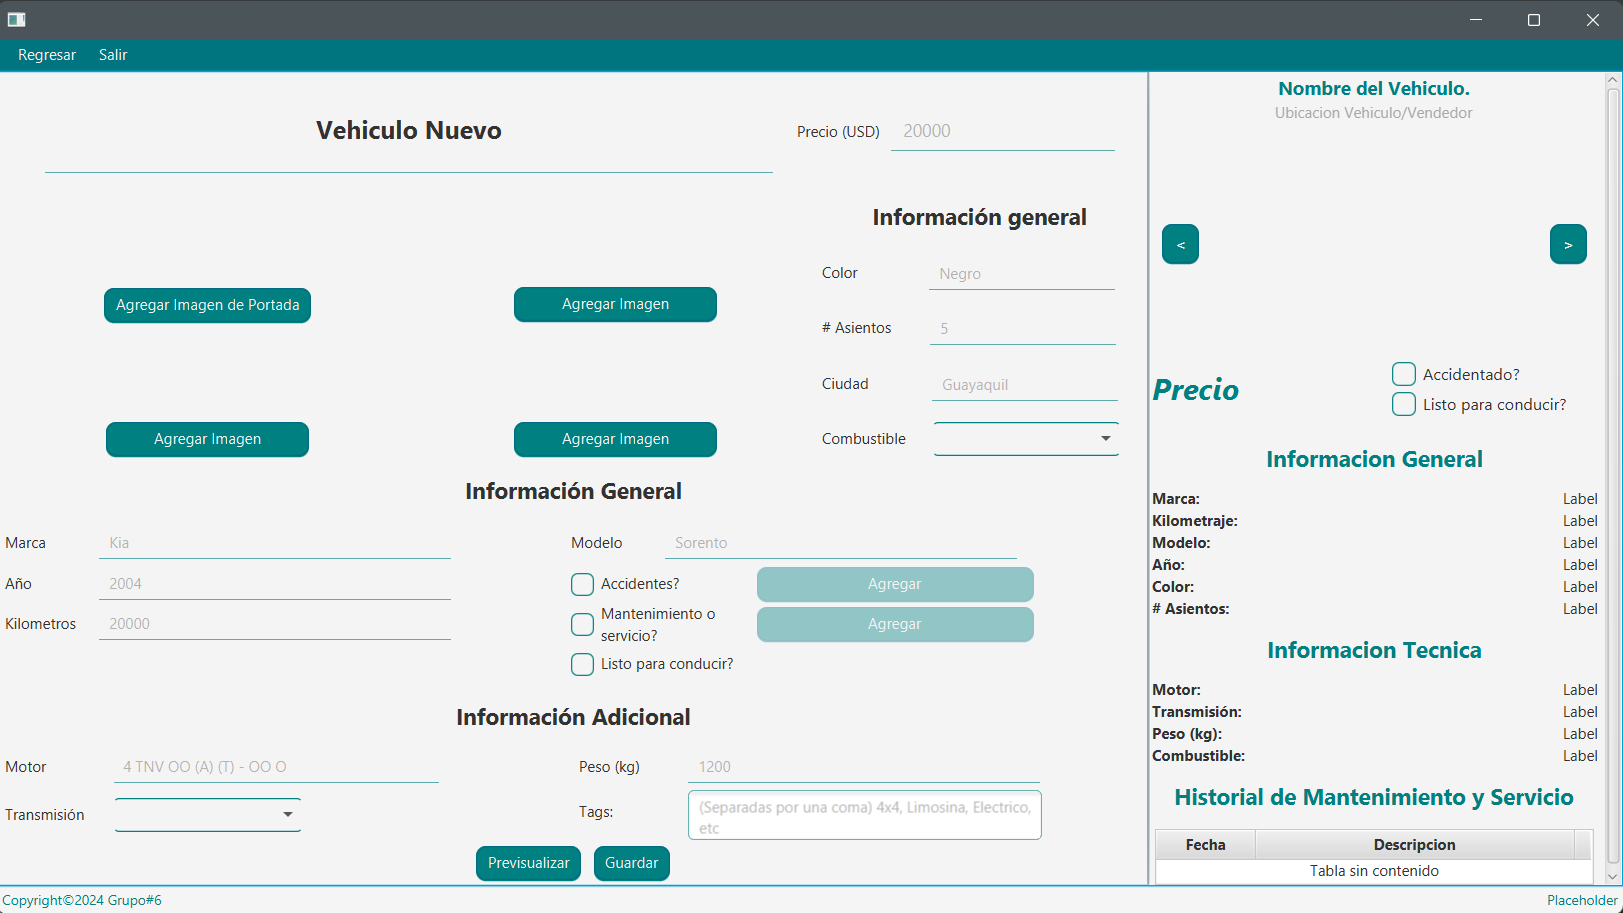 Regresar Salir
Vehiculo Nuevo
Precio (USD) 20000
Información general
Color Negro
# Asientos 5
Ciudad Guayaquil
Combustible
Agregar Imagen de Portada
Agregar Imagen
Agregar Imagen
Agregar Imagen
Información General
Marca Kia
Modelo Sorento
Año 2004
Accidentes? Agregar
Kilometros 20000
Mantenimiento o
servicio?
Agregar
Listo para conducir?
Información Adicional
Motor 4 TNV OO (A) (T) - OO O
Peso (kg) 1200
Transmisión
Tags: (Separadas por una coma) 4x4, Limosina, Electrico,
etc
Previsualizar Guardar
Nombre del Vehiculo.
Ubicacion Vehiculo/Vendedor
< >
Precio
Accidentado?
Listo para conducir?
Informacion General
Marca: Label
Kilometraje: Label
Modelo: Label
Año: Label
Color: Label
# Asientos: Label
Informacion Tecnica
Motor: Label
Transmisión: Label
Peso (kg): Label
Combustible: Label
Historial de Mantenimiento y Servicio
Fecha Descripcion
Tabla sin contenido
Copyright©2024 Grupo#6
Placeholder